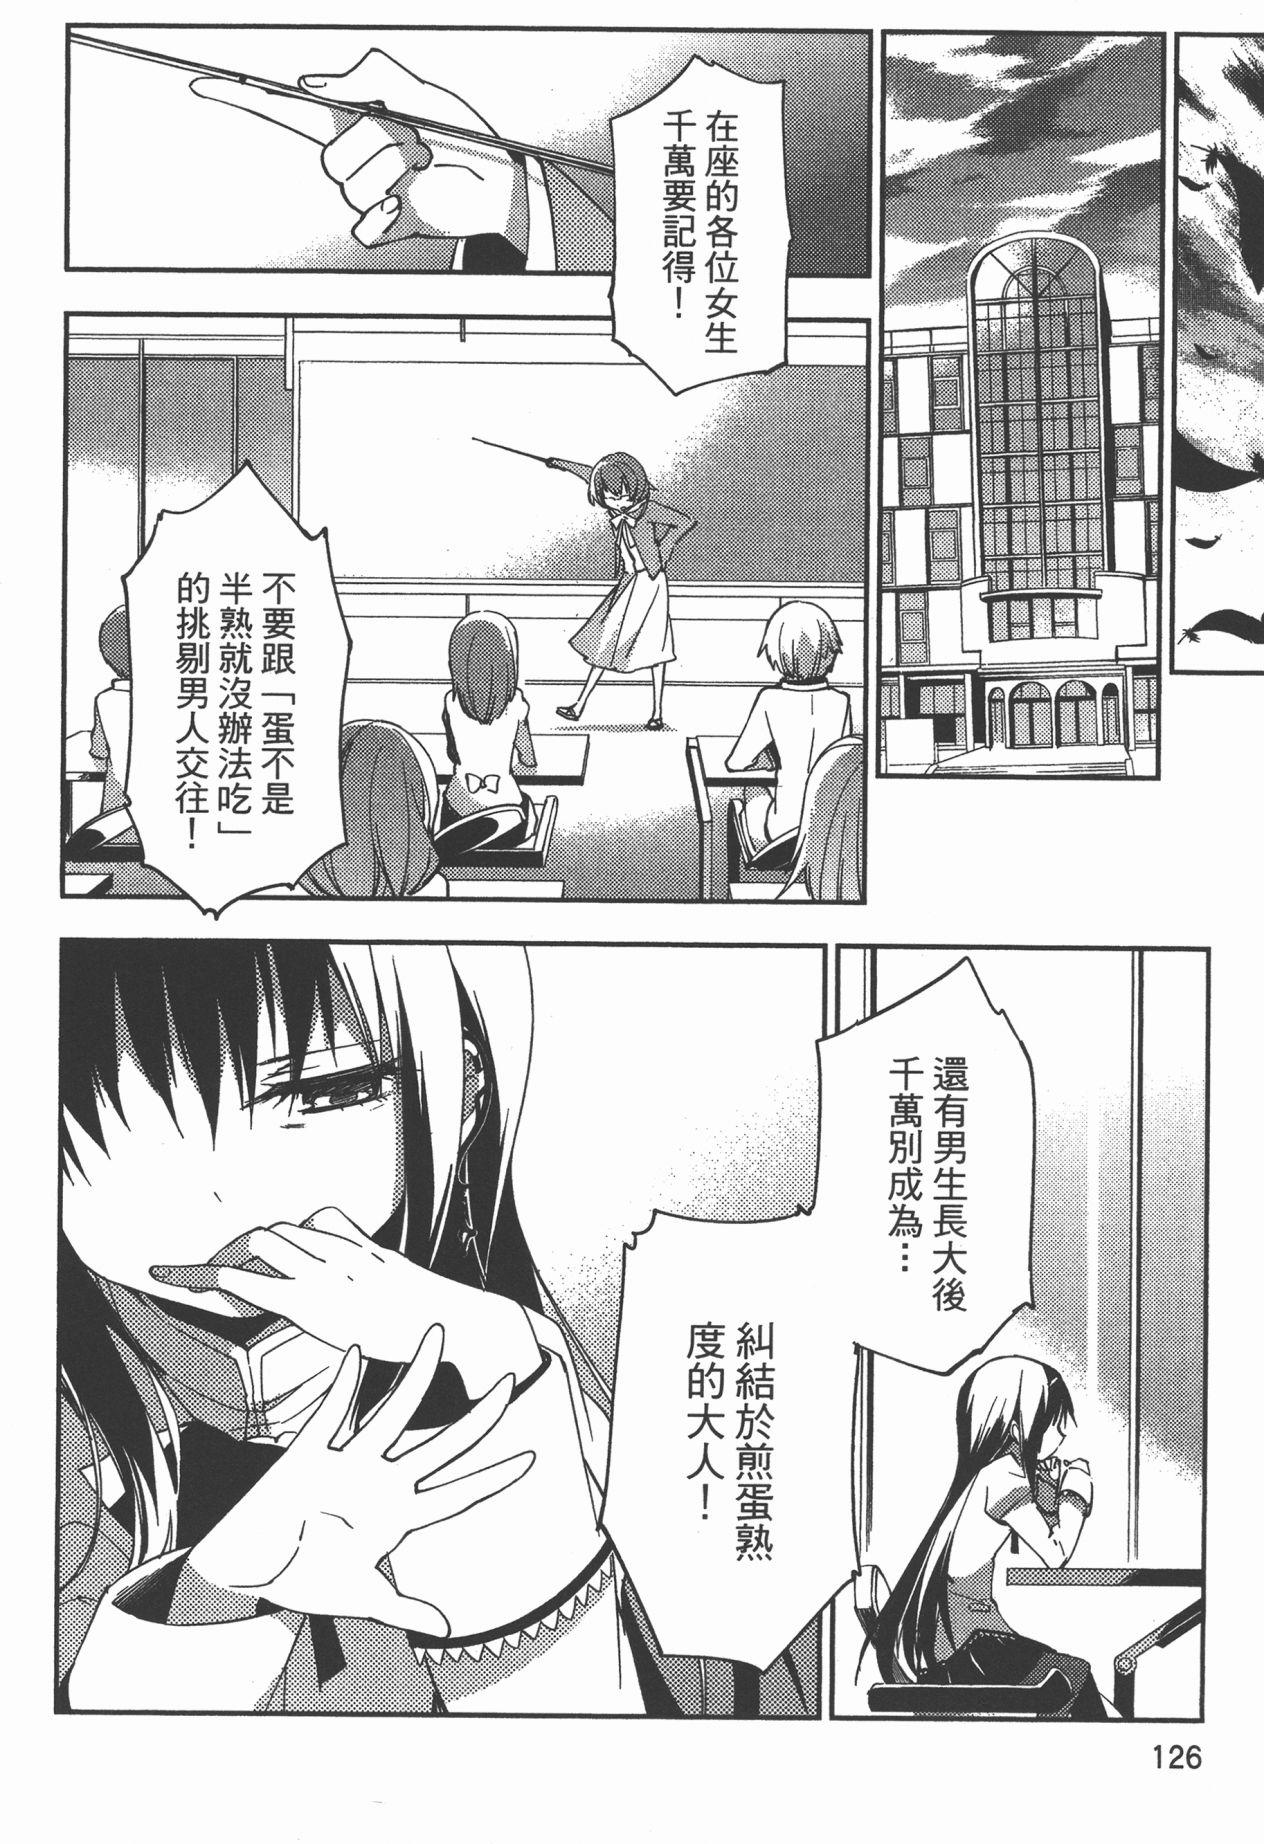 在座的各位女生
千萬要記得！
不要跟「蛋不是
半熟就沒辦法吃」
的挑剔男人交往！
還有男生長大後
千萬別成為…
糾結於煎蛋熟
度的大人！
126